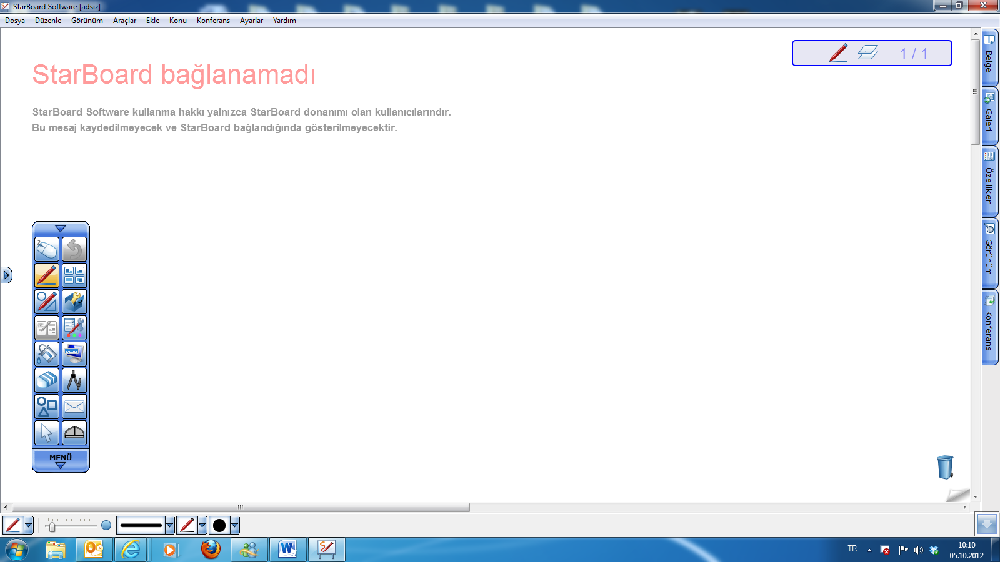 StarBoard Software [adsız]
Dosya Düzenle Görünüm Araçlar Ekle Konu Konferans Ayarlar Yardım
1 / 1
StarBoard bağlanamadı
StarBoard Software kullanma hakkı yalnızca StarBoard donanımı olan kullanıcılarındır.
Bu mesaj kaydedilmeyecek ve StarBoard bağlandığında gösterilmeyecektir.
Belge
Galeri
Özellikler
Görünüm
Konferans
MENÜ
TR
10:10
05.10.2012